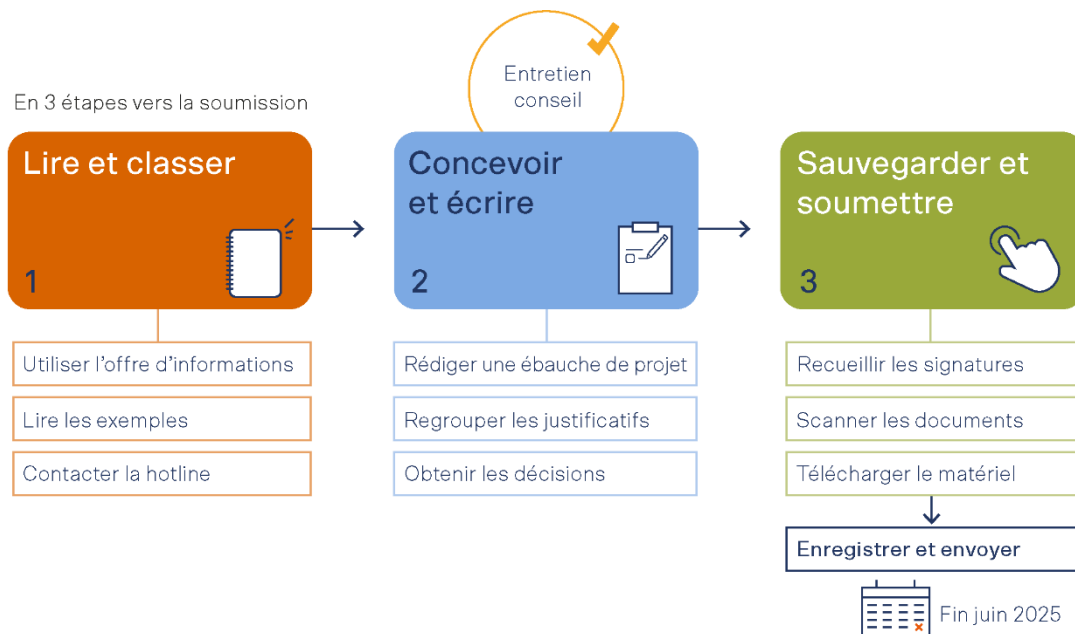 En 3 étapes vers la soumission
Lire et classer
1
Utiliser l'offre d'informations
Lire les exemples
Contacter la hotline
Entretien
conseil
Concevoir
et écrire
2
Rédiger une ébauche de projet
Regrouper les justificatifs
Obtenir les décisions
Sauvegarder et
soumettre
3
Recueillir les signatures
Scanner les documents
Télécharger le matériel
Enregistrer et envoyer
Fin juin 2025